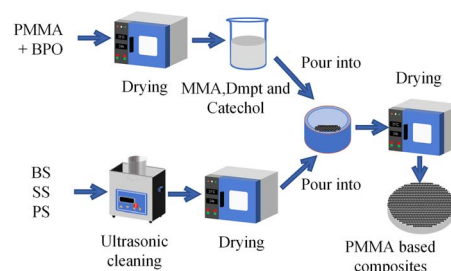 PMMA
+ BPO
Drying
MMA,Dmpt and
Catechol
Pour into
Drying
BS
SS
PS
Ultrasonic
cleaning
Drying
Pour into
PMMA based
composites